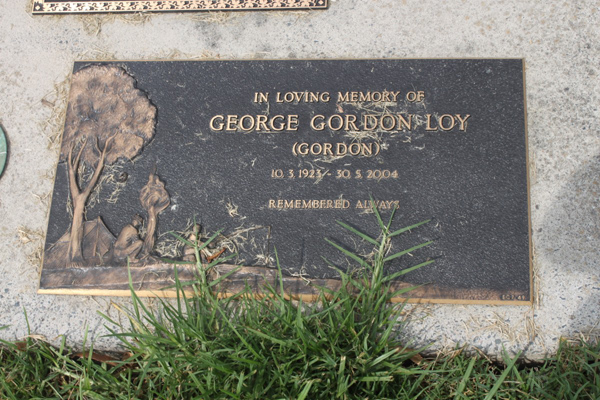 IN LOVING MEMORY OF
GEORGE GORDON LOY
(GORDON)
10. 3. 1923 - 30. 5. 2004
REMEMBERED ALWAYS